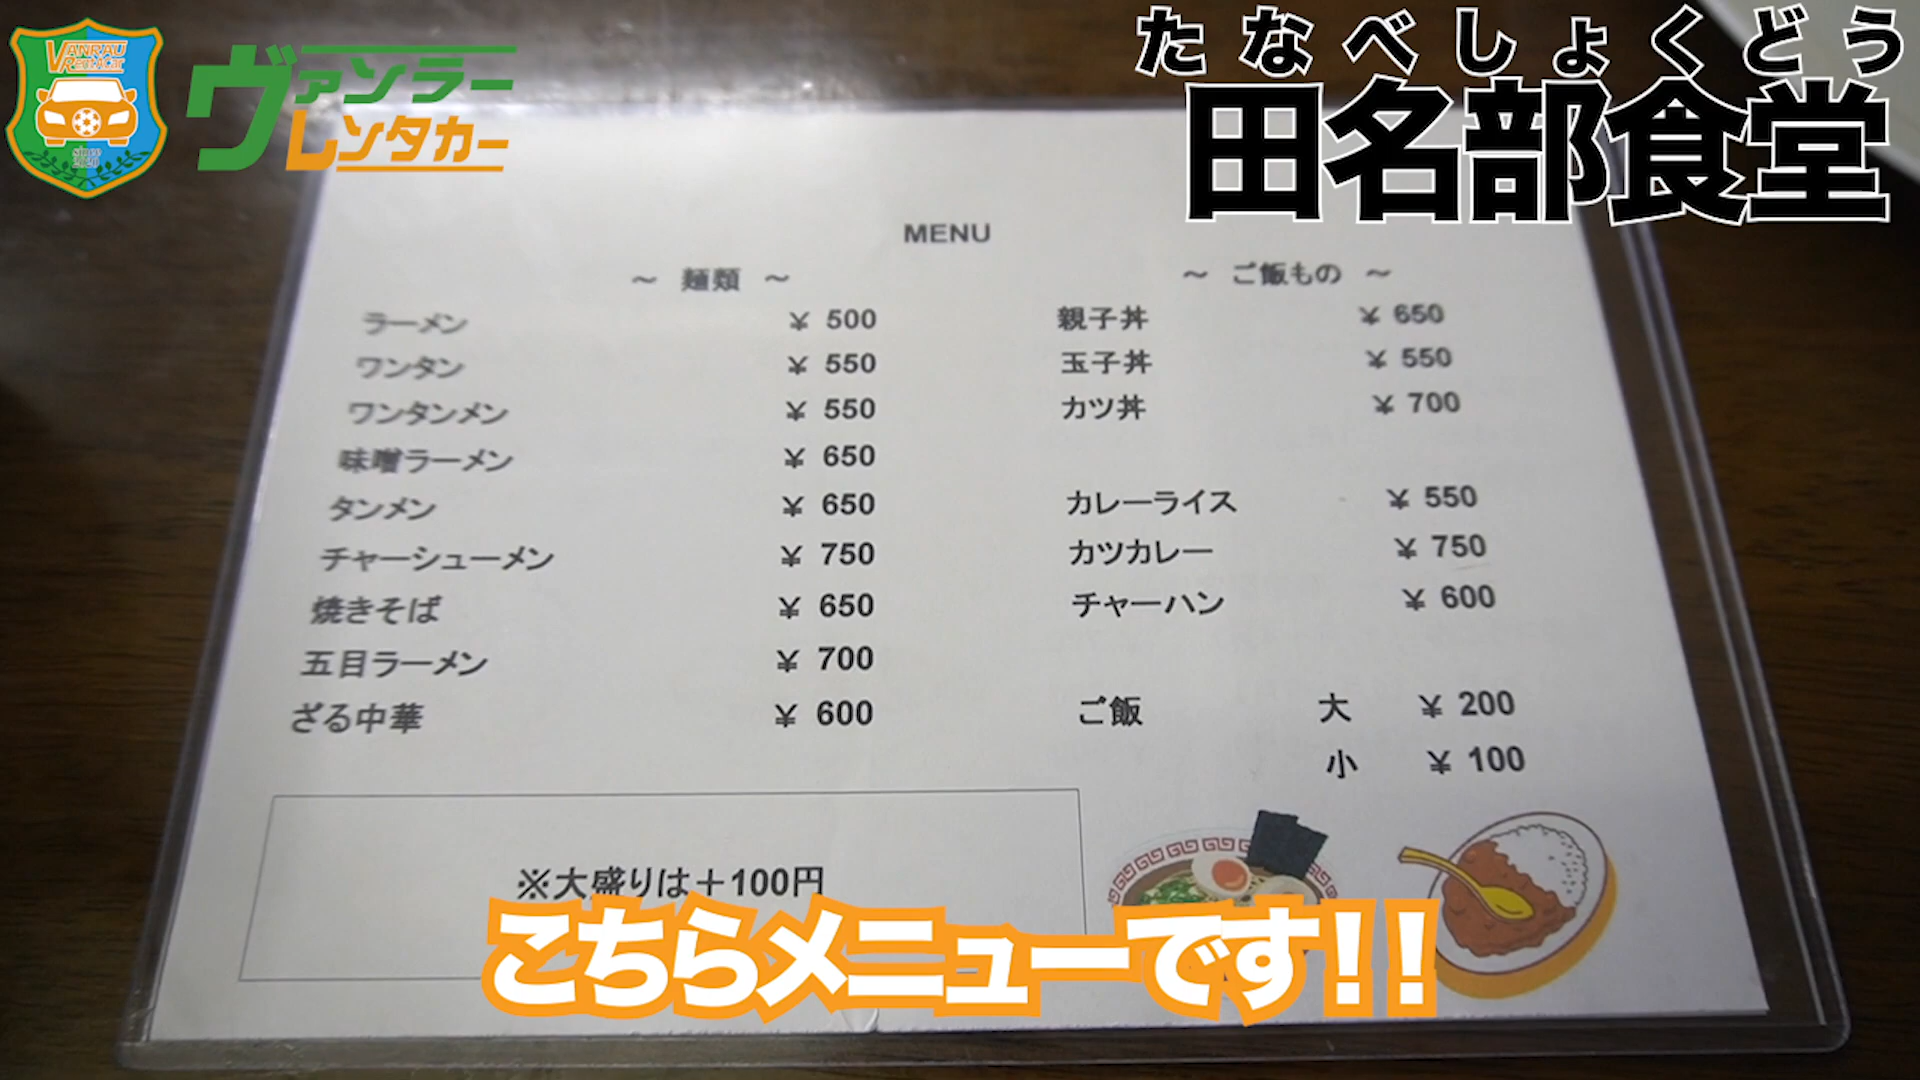 VANRAU
RentACar
since
2020
ヴァンラー
レンタカー
たなべしょくどう
田名部食堂
MENU
～ 麺類 ～
ラーメン ¥ 500
ワンタン ¥ 550
ワンタンメン ¥ 550
味噌ラーメン ¥ 650
タンメン ¥ 650
チャーシューメン ¥ 750
焼きそば ¥ 650
五目ラーメン ¥ 700
ざる中華 ¥ 600
～ ご飯もの ～
親子丼 ¥ 650
玉子丼 ¥ 550
カツ丼 ¥ 700
カレーライス ¥ 550
カツカレー ¥ 750
チャーハン ¥ 600
ご飯 大 ¥ 200
小 ¥ 100
※大盛りは＋100円
こちらメニューです!!